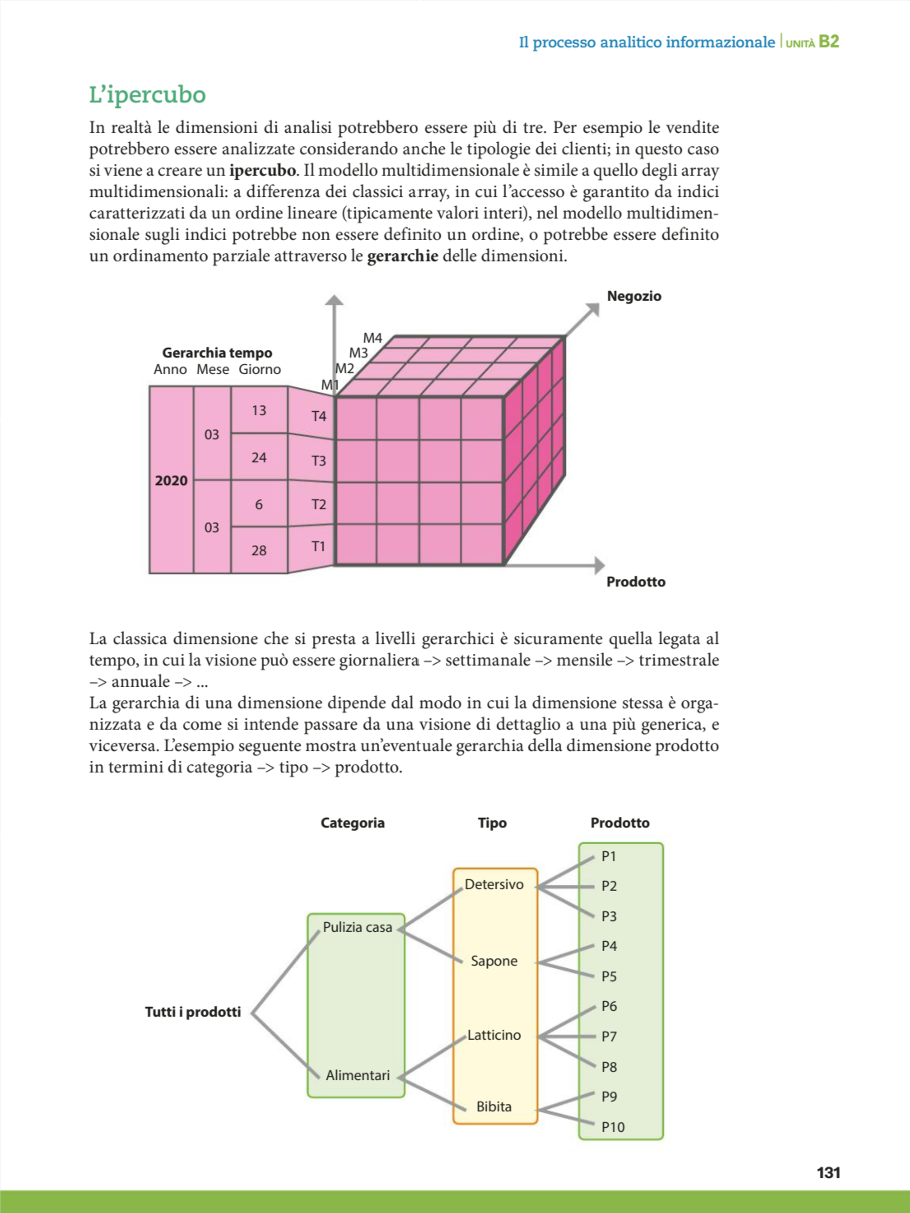 Il processo analitico informazionale | UNITÀ B2
L'ipercubo
In realtà le dimensioni di analisi potrebbero essere più di tre. Per esempio le vendite
potrebbero essere analizzate considerando anche le tipologie dei clienti; in questo caso
si viene a creare un ipercubo. Il modello multidimensionale è simile a quello degli array
multidimensionali: a differenza dei classici array, in cui l'accesso è garantito da indici
caratterizzati da un ordine lineare (tipicamente valori interi), nel modello multidimen-
sionale sugli indici potrebbe non essere definito un ordine, o potrebbe essere definito
un ordinamento parziale attraverso le gerarchie delle dimensioni.
Negozio
M4
M3
M2
M1
Gerarchia tempo
Anno Mese Giorno
2020
03
13
T4
24
T3
03
6
T2
28
T1
Prodotto
La classica dimensione che si presta a livelli gerarchici è sicuramente quella legata al
tempo, in cui la visione può essere giornaliera –> settimanale –> mensile –> trimestrale
–> annuale –> ...
La gerarchia di una dimensione dipende dal modo in cui la dimensione stessa è orga-
nizzata e da come si intende passare da una visione di dettaglio a una più generica, e
viceversa. L'esempio seguente mostra un'eventuale gerarchia della dimensione prodotto
in termini di categoria –> tipo –> prodotto.
Categoria Tipo Prodotto
Tutti i prodotti
Pulizia casa
Alimentari
Detersivo
Sapone
Latticino
Bibita
P1
P2
P3
P4
P5
P6
P7
P8
P9
P10
131